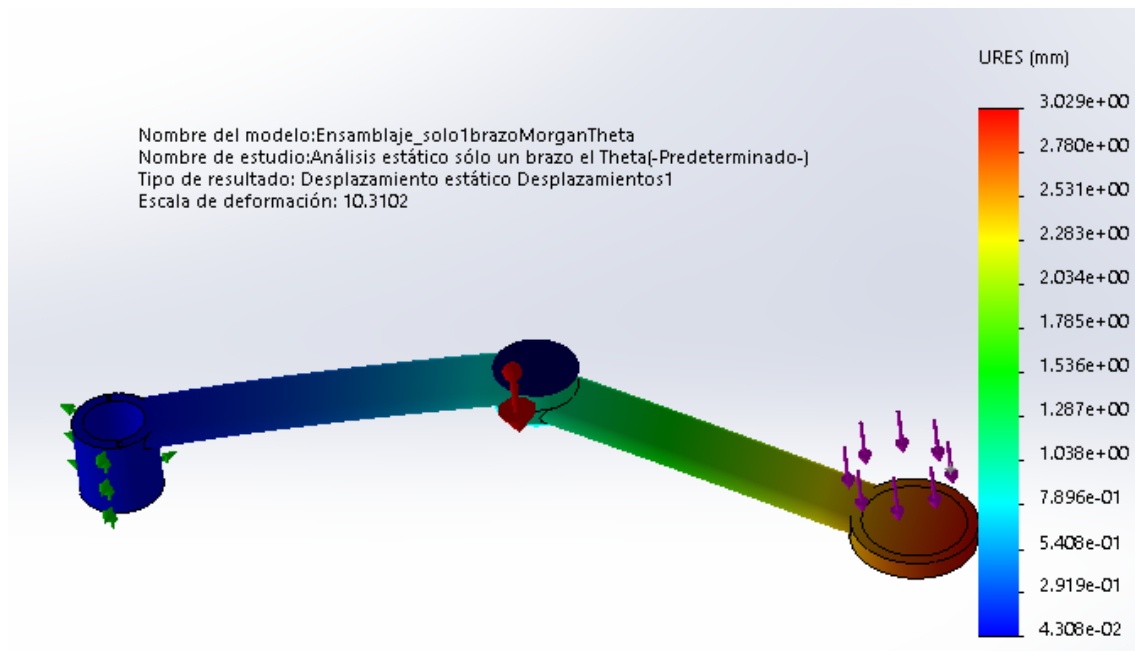 URES (mm)
Nombre del modelo:Ensamblaje_solo1brazoMorganTheta
Nombre de estudio:Análisis estático sólo un brazo el Theta(-Predeterminado-)
Tipo de resultado: Desplazamiento estático Desplazamientos1
Escala de deformación: 10.3102
3.029e+00
2.780e+00
2.531e+00
2.283e+00
2.034e+00
1.785e+00
1.536e+00
1.287e+00
1.038e+00
7.896e-01
5.408e-01
2.919e-01
4.308e-02